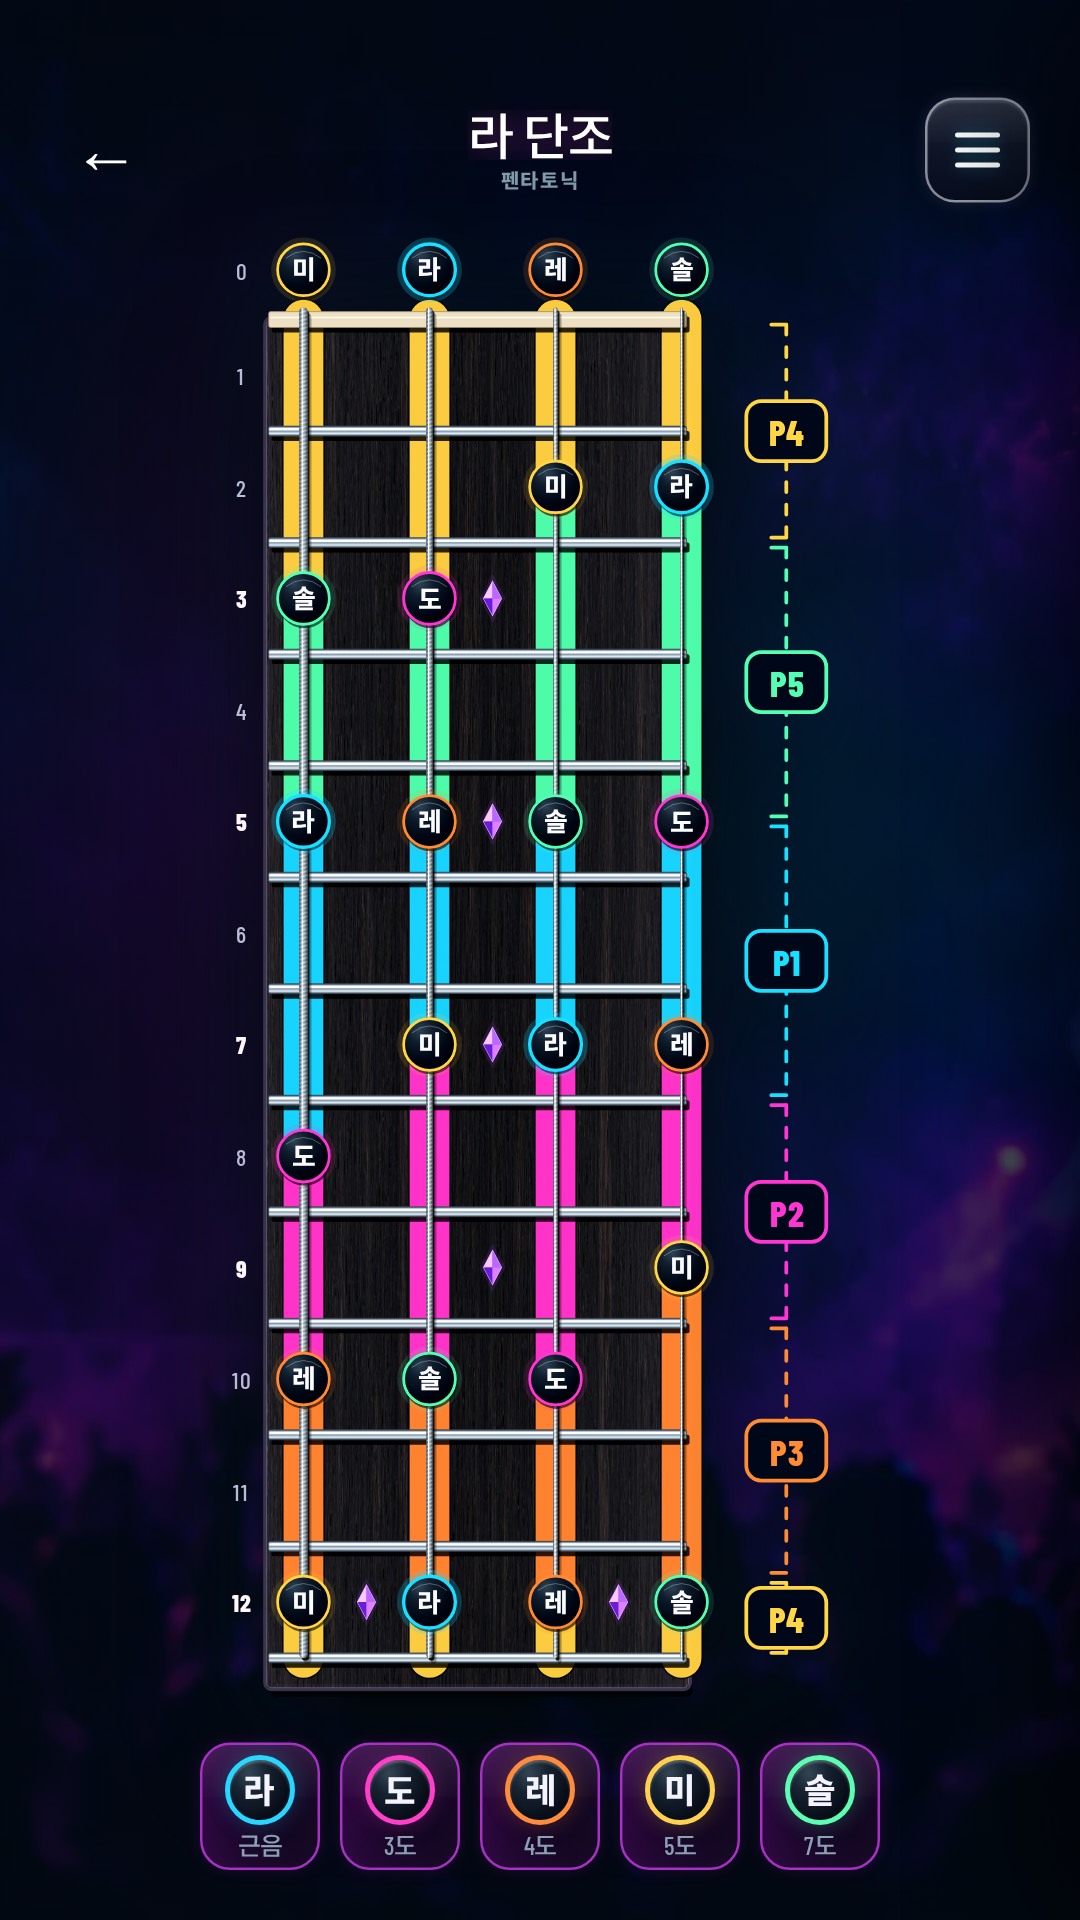 ←
라 단조
펜타토닉
0 미 라 레 솔
1
P4
2 미 라
3 솔 도
P5
4
5 라 레 솔 도
6
P1
7 미 라 레
8 도
P2
9 미
10 레 솔 도
P3
11
12 미 라 레 솔
P4
라 도 레 미 솔
근음 3도 4도 5도 7도